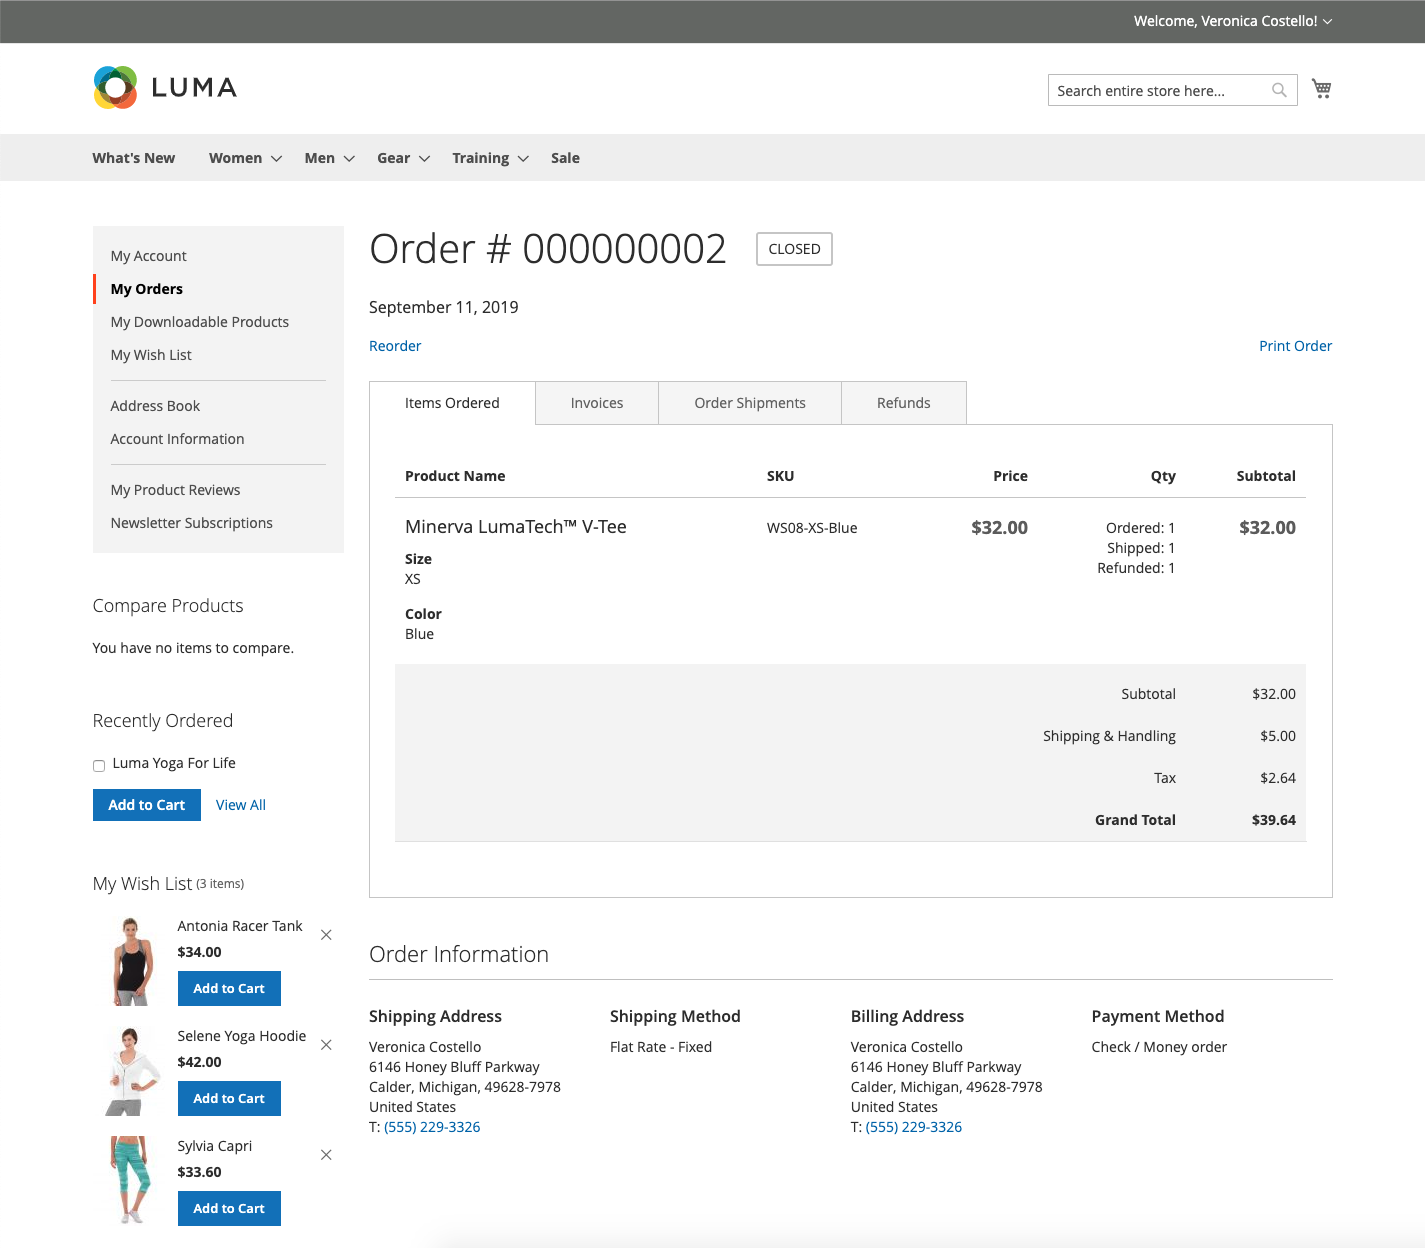 Welcome, Veronica Costello!
LUMA
Search entire store here...
What's New Women Men Gear Training Sale
My Account
My Orders
My Downloadable Products
My Wish List
Address Book
Account Information
My Product Reviews
Newsletter Subscriptions
Compare Products
You have no items to compare.
Recently Ordered
Luma Yoga For Life
Add to Cart View All
My Wish List (3 items)
Antonia Racer Tank
$34.00
Add to Cart
Selene Yoga Hoodie
$42.00
Add to Cart
Sylvia Capri
$33.60
Add to Cart
Order # 000000002 CLOSED
September 11, 2019
Reorder Print Order
Items Ordered Invoices Order Shipments Refunds
Product Name SKU Price Qty Subtotal
Minerva LumaTech™ V-Tee WS08-XS-Blue $32.00 Ordered: 1 $32.00
Shipped: 1
Refunded: 1
Size
XS
Color
Blue
Subtotal $32.00
Shipping & Handling $5.00
Tax $2.64
Grand Total $39.64
Order Information
Shipping Address
Veronica Costello
6146 Honey Bluff Parkway
Calder, Michigan, 49628-7978
United States
T: (555) 229-3326
Shipping Method
Flat Rate - Fixed
Billing Address
Veronica Costello
6146 Honey Bluff Parkway
Calder, Michigan, 49628-7978
United States
T: (555) 229-3326
Payment Method
Check / Money order